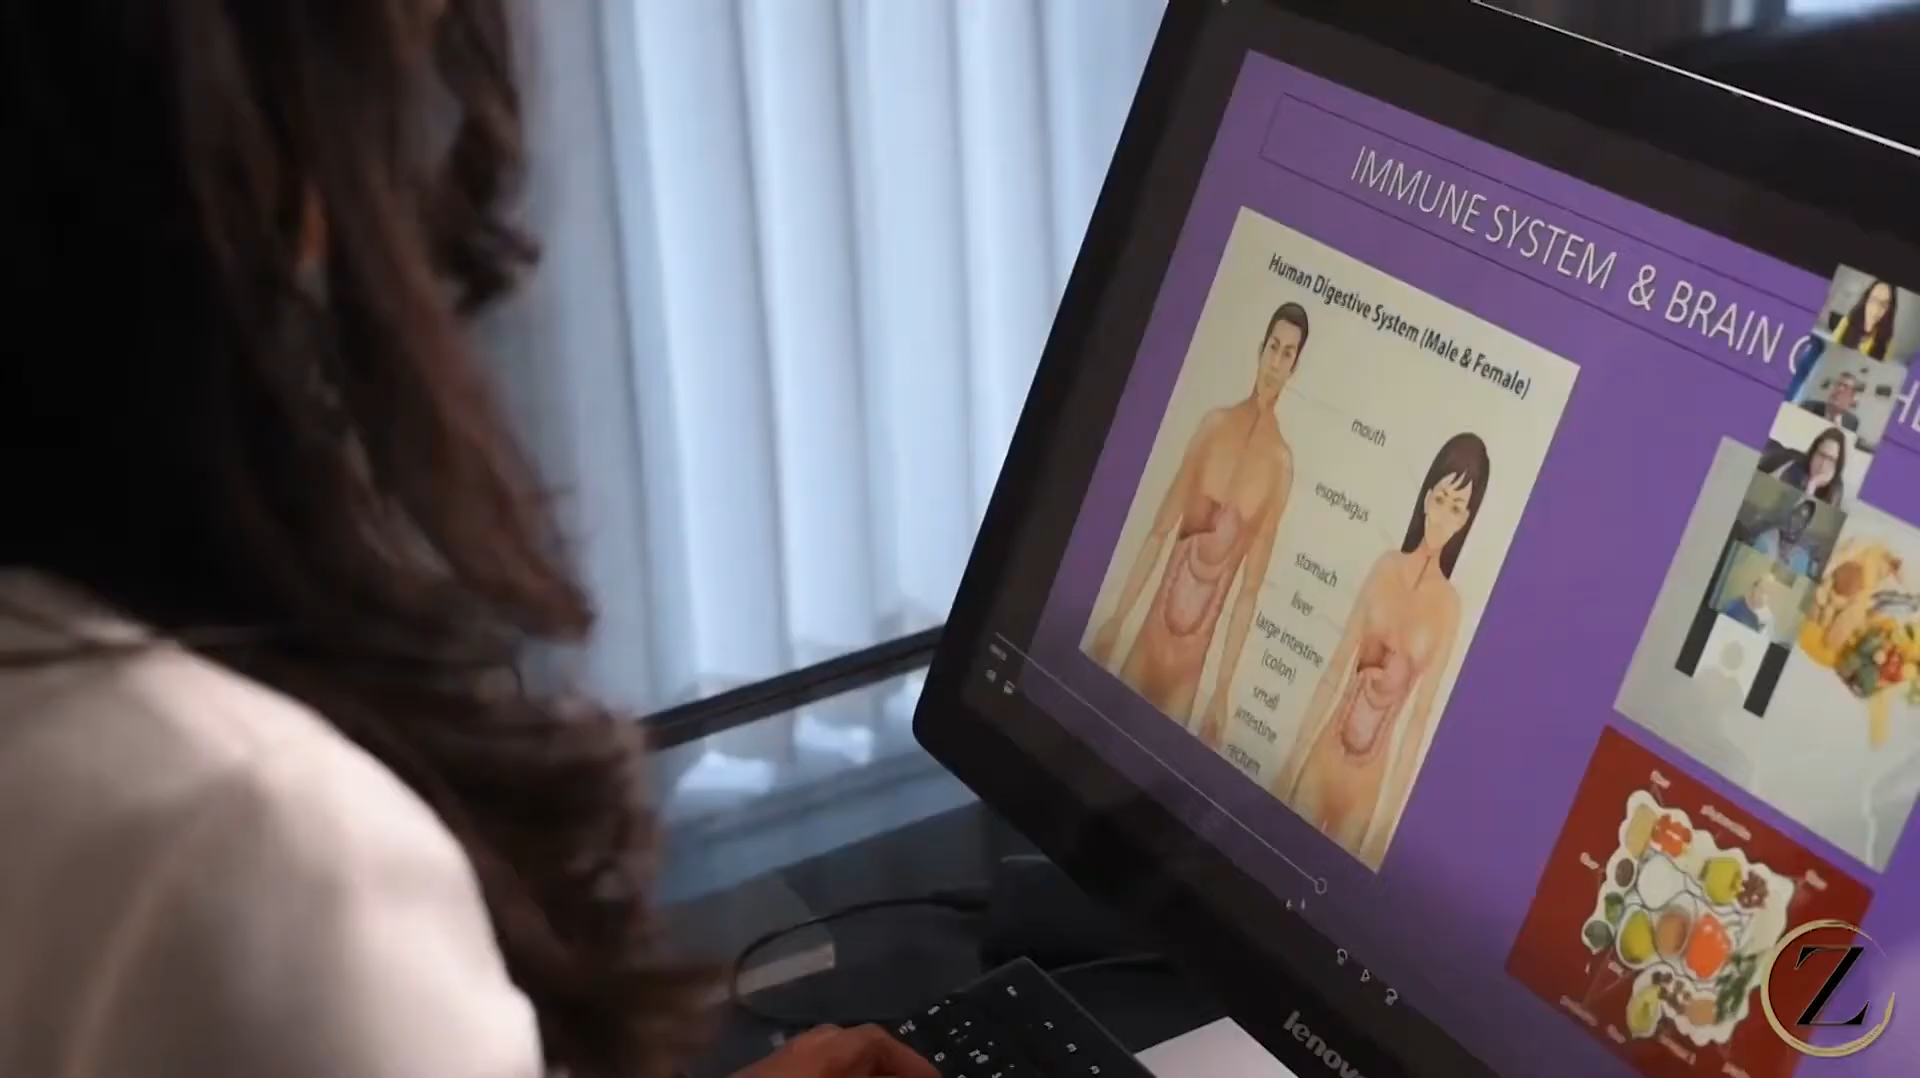 IMMUNE SYSTEM & BRAIN
Human Digestive System (Male & Female)
mouth
esophagus
stomach
liver
large intestine
(colon)
small
intestine
rectum
lenovo
Z